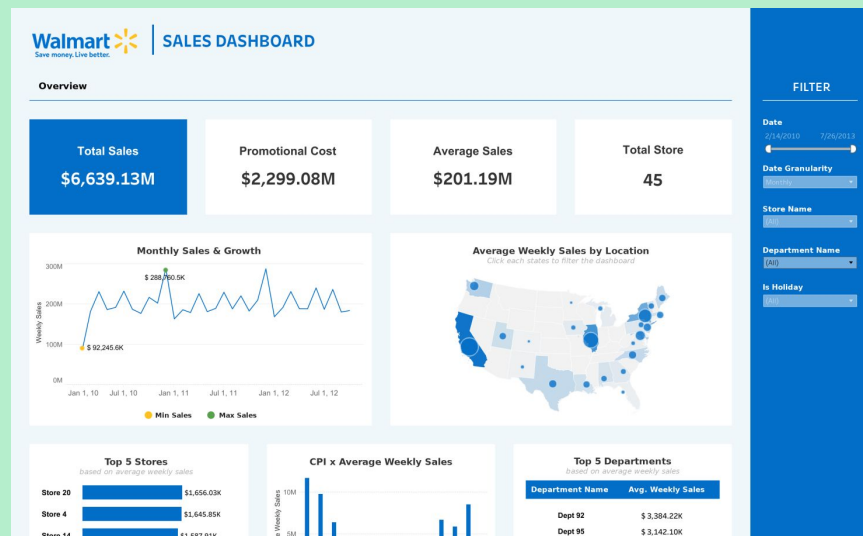 Walmart
Save money. Live better.
SALES DASHBOARD
Overview
Total Sales
$6,639.13M
Promotional Cost
$2,299.08M
Average Sales
$201.19M
Total Store
45
Monthly Sales & Growth
300M
200M
100M
0M
Weekly Sales
$ 288,760.5K
$ 92,245.6K
Jan 1, 10
Jul 1, 10
Jan 1, 11
Jul 1, 11
Jan 1, 12
Jul 1, 12
Min Sales
Max Sales
Average Weekly Sales by Location
Click each states to filter the dashboard
Top 5 Stores
based on average weekly sales
Store 20
$1,656.03K
Store 4
$1,645.85K
Store 14
CPI x Average Weekly Sales
10M
5M
Weekly Sales
Top 5 Departments
based on average weekly sales
Department Name
Avg. Weekly Sales
Dept 92
$ 3,384.22K
Dept 95
$ 3,142.10K
FILTER
Date
2/14/2010
7/26/2013
Date Granularity
Monthly
Store Name
(All)
Department Name
(All)
Is Holiday
(All)